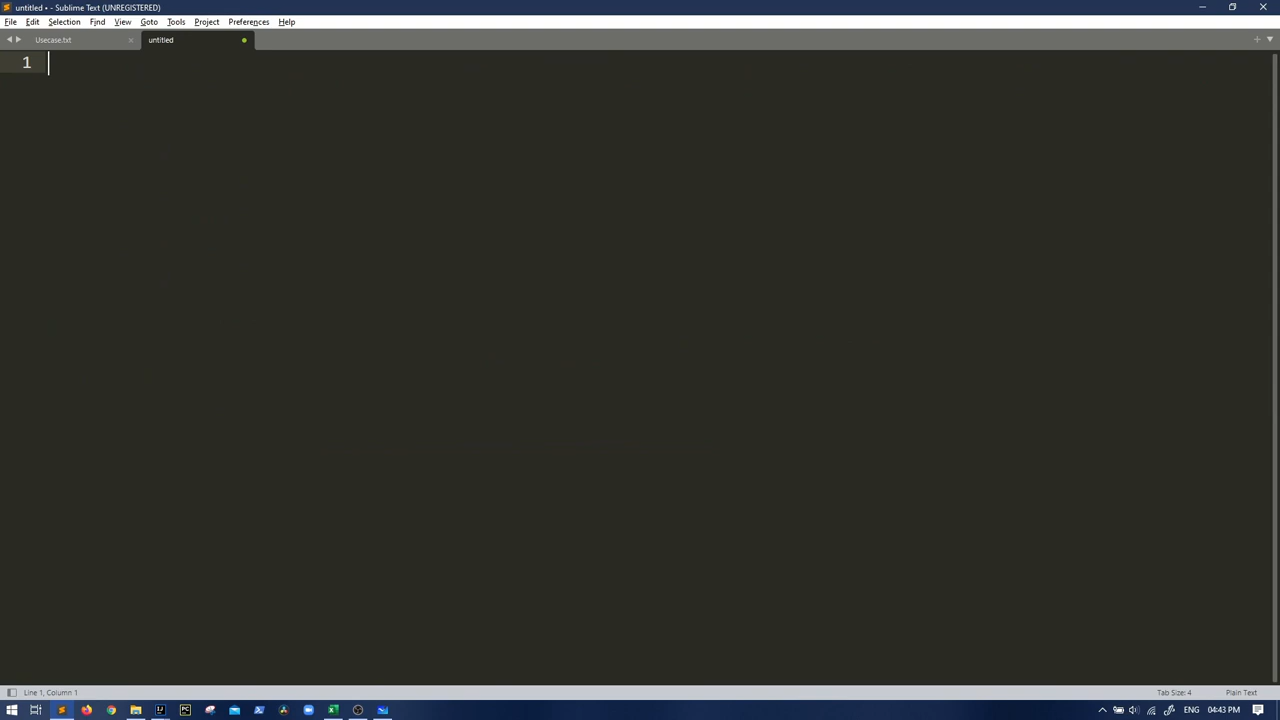 untitled • - Sublime Text (UNREGISTERED)
File Edit Selection Find View Goto Tools Project Preferences Help
Usecase.txt untitled
1
Line 1, Column 1 Tab Size: 4 Plain Text
ENG 04:43 PM